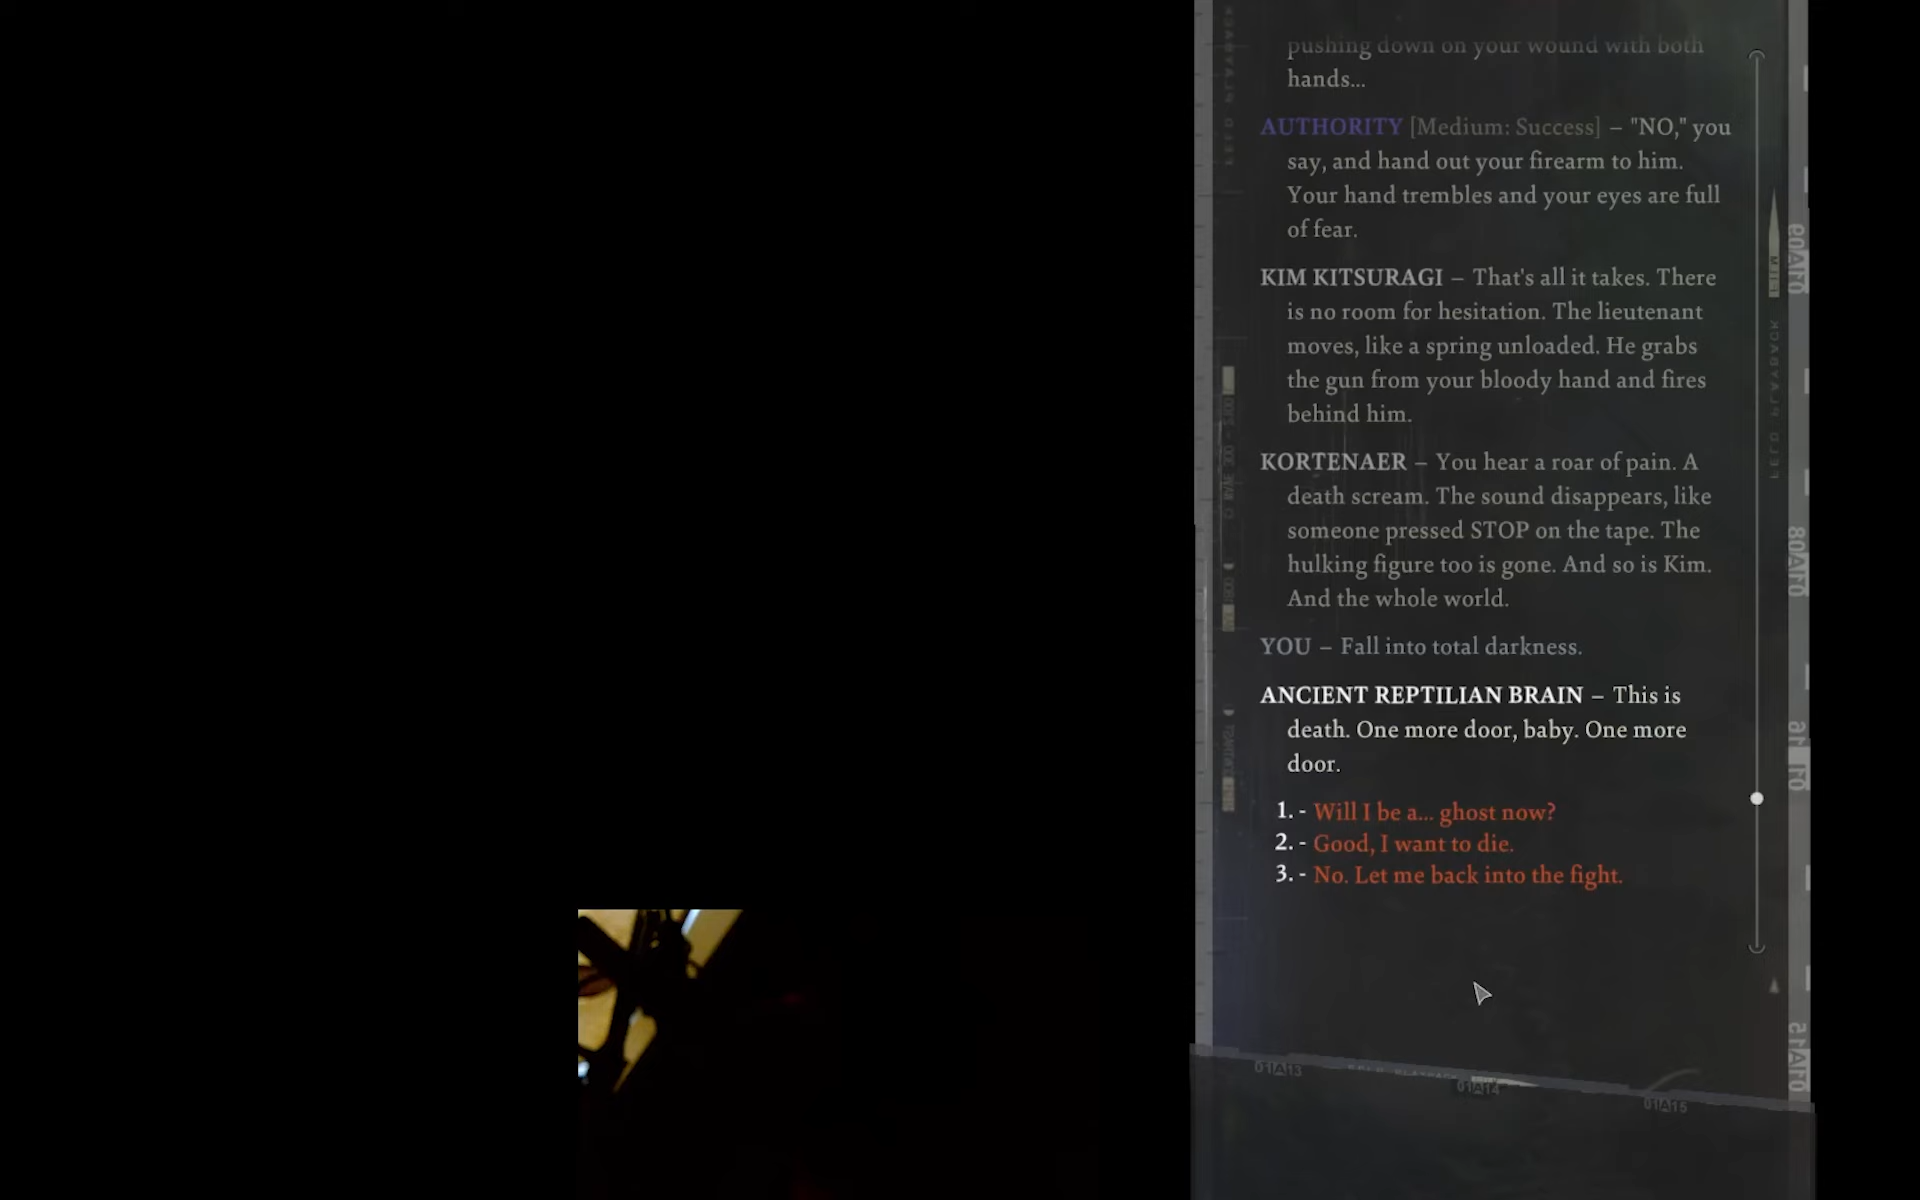 pushing down on your wound with both
hands...
AUTHORITY [Medium: Success] – "NO," you
say, and hand out your firearm to him.
Your hand trembles and your eyes are full
of fear.
KIM KITSURAGI – That's all it takes. There
is no room for hesitation. The lieutenant
moves, like a spring unloaded. He grabs
the gun from your bloody hand and fires
behind him.
KORTENAER – You hear a roar of pain. A
death scream. The sound disappears, like
someone pressed STOP on the tape. The
hulking figure too is gone. And so is Kim.
And the whole world.
YOU – Fall into total darkness.
ANCIENT REPTILIAN BRAIN – This is
death. One more door, baby. One more
door.
1. - Will I be a... ghost now?
2. - Good, I want to die.
3. - No. Let me back into the fight.
01A13
01A14
01A15